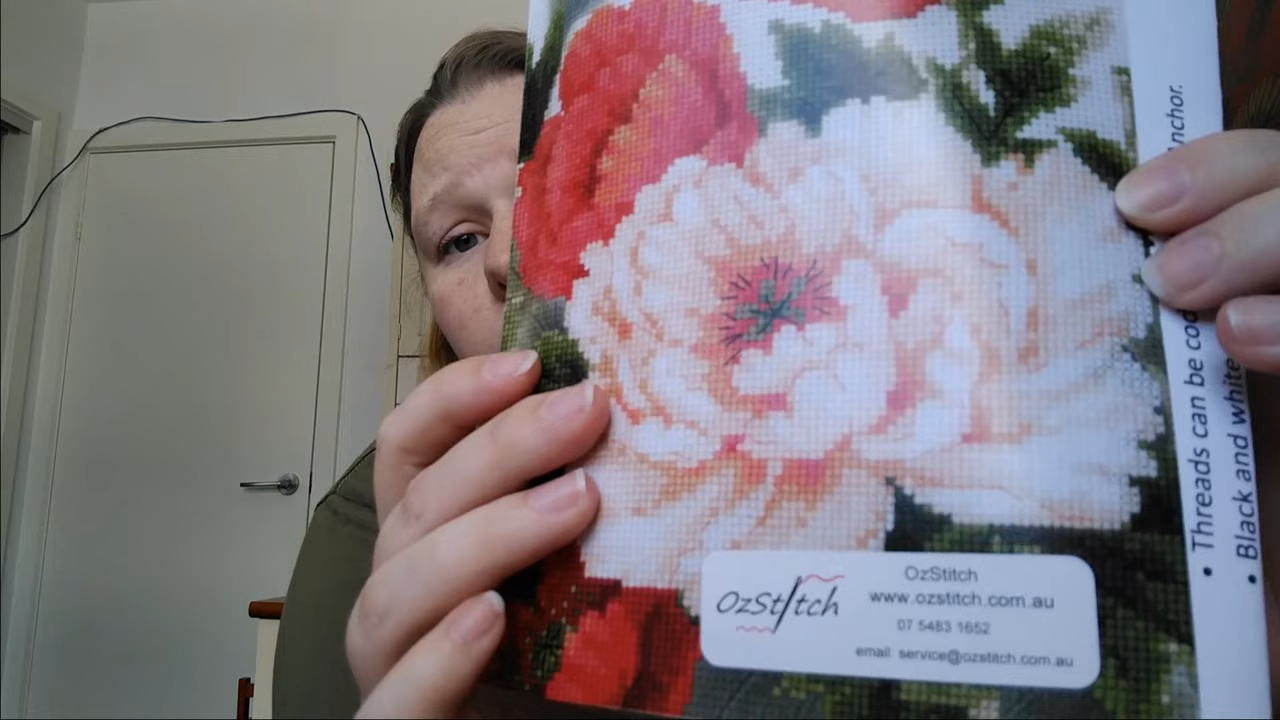 OzStitch
OzStitch
www.ozstitch.com.au
07 5483 1652
email: service@ozstitch.com.au
• Threads can be Anchor.
• Black and white